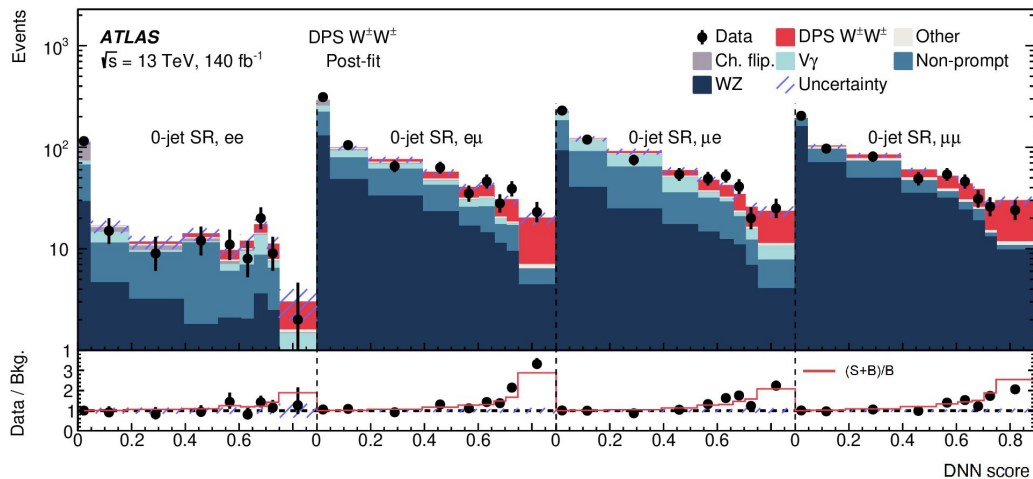 Events
10³
10²
10
1
ATLAS
√s = 13 TeV, 140 fb⁻¹
DPS W±W±
Post-fit
Data
DPS W±W±
Other
Ch. flip.
Vγ
Non-prompt
WZ
Uncertainty
0-jet SR, ee
0-jet SR, eμ
0-jet SR, μe
0-jet SR, μμ
Data / Bkg.
3
2
1
0
(S+B)/B
0 0.2 0.4 0.6 0 0.2 0.4 0.6 0 0.2 0.4 0.6 0 0.2 0.4 0.6 0.8
DNN score